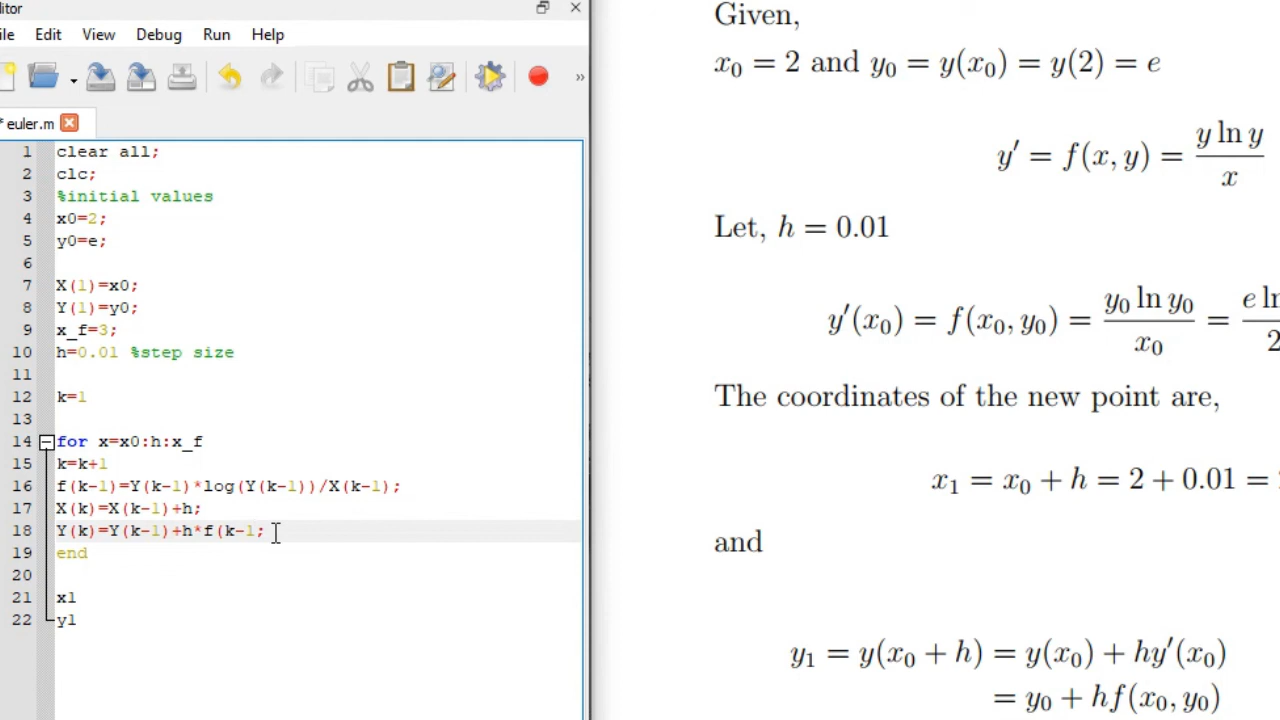 ditor
ile Edit View Debug Run Help
»
* euler.m
1 clear all;
2 clc;
3 %initial values
4 x0=2;
5 y0=e;
6
7 X(1)=x0;
8 Y(1)=y0;
9 x_f=3;
10 h=0.01 %step size
11
12 k=1
13
14 for x=x0:h:x_f
15 k=k+1
16 f(k-1)=Y(k-1)*log(Y(k-1))/X(k-1);
17 X(k)=X(k-1)+h;
18 Y(k)=Y(k-1)+h*f(k-1;
19 end
20
21 x1
22 y1
Given,
x₀ = 2 and y₀ = y(x₀) = y(2) = e
y′ = f(x, y) = y ln y / x
Let, h = 0.01
y′(x₀) = f(x₀, y₀) = y₀ ln y₀ / x₀ = e ln / 2
The coordinates of the new point are,
x₁ = x₀ + h = 2 + 0.01 =
and
y₁ = y(x₀ + h) = y(x₀) + hy′(x₀)
= y₀ + hf(x₀, y₀)